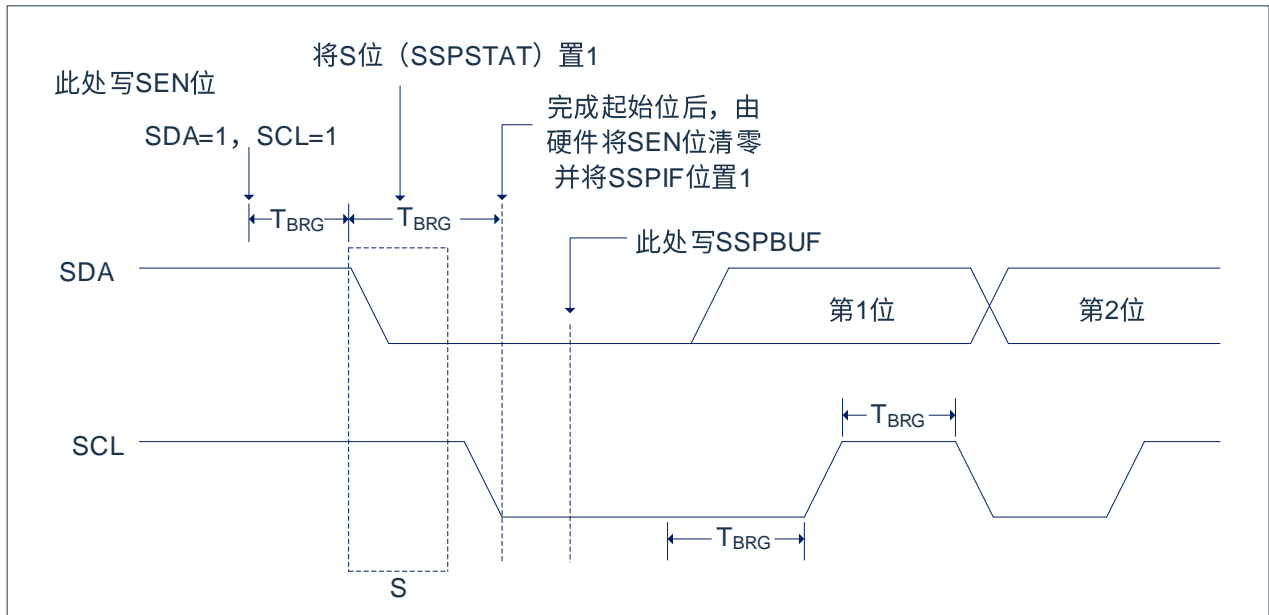 将S位（SSPSTAT）置1
此处写SEN位
SDA=1，SCL=1
完成起始位后，由
硬件将SEN位清零
并将SSPIF位置1
TBRG
TBRG
此处写SSPBUF
SDA
第1位
第2位
TBRG
SCL
TBRG
S